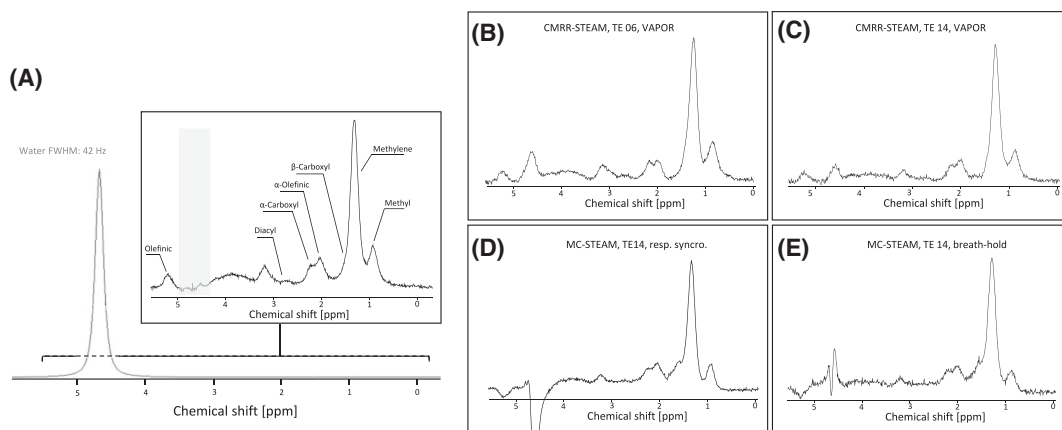 (A)
Water FWHM: 42 Hz
Olefinic
Diacyl
α-Carboxyl
α-Olefinic
β-Carboxyl
Methylene
Methyl
5 4 3 2 1 0
Chemical shift [ppm]
5 4 3 2 1 0
Chemical shift [ppm]
(B)
CMRR-STEAM, TE 06, VAPOR
5 4 3 2 1 0
Chemical shift [ppm]
(C)
CMRR-STEAM, TE 14, VAPOR
5 4 3 2 1 0
Chemical shift [ppm]
(D)
MC-STEAM, TE14, resp. syncro.
5 4 3 2 1 0
Chemical shift [ppm]
(E)
MC-STEAM, TE 14, breath-hold
5 4 3 2 1 0
Chemical shift [ppm]